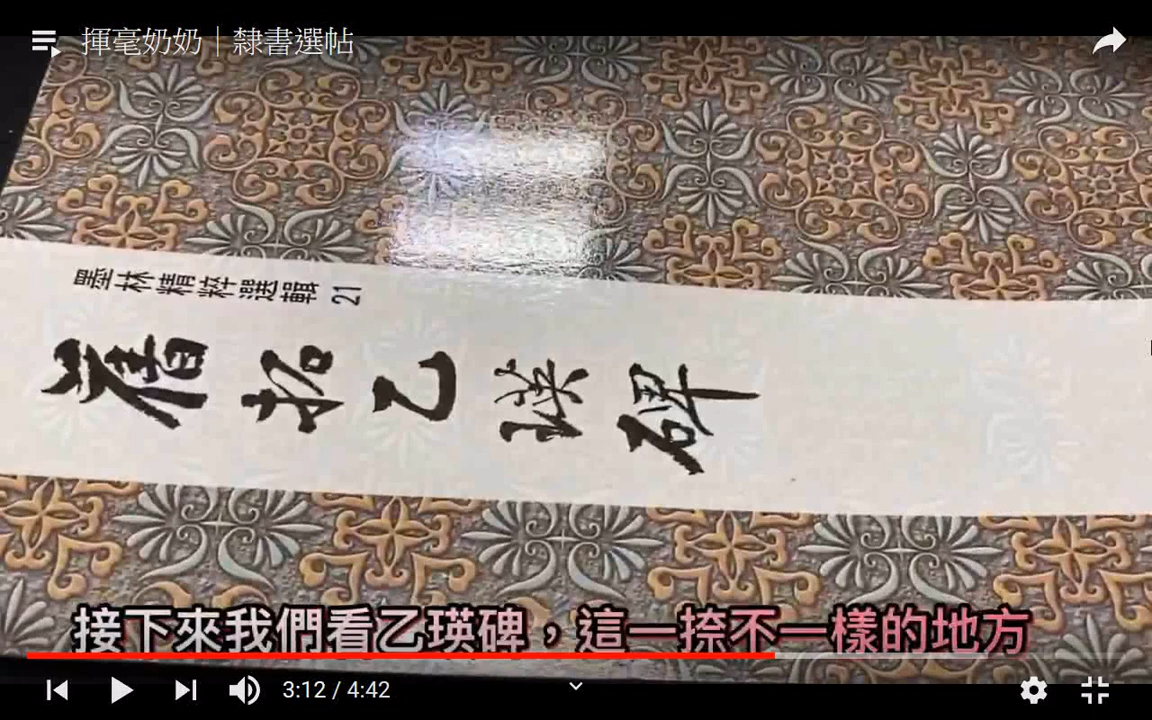 揮毫奶奶｜隸書選帖
墨林精粹選輯 21
舊拓乙瑛碑
接下來我們看乙瑛碑，這一捺不一樣的地方
3:12 / 4:42